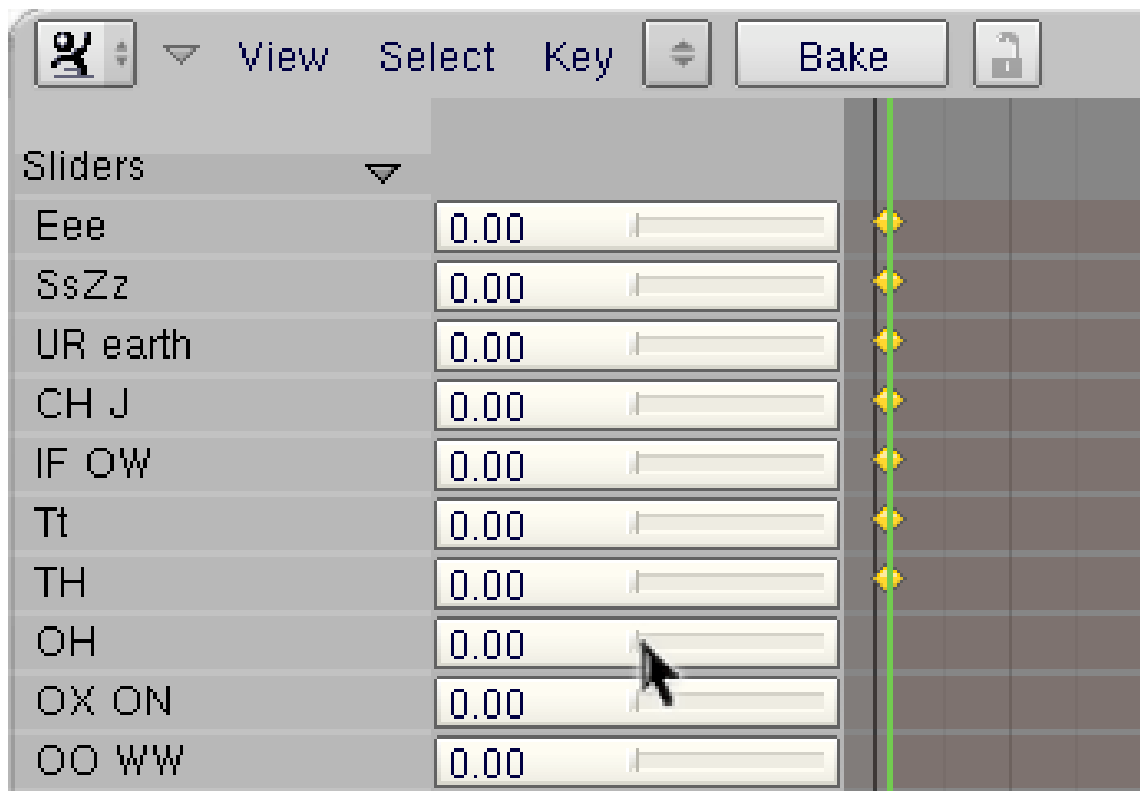 View Select Key Bake
Sliders
Eee 0.00
SsZz 0.00
UR earth 0.00
CH J 0.00
IF OW 0.00
Tt 0.00
TH 0.00
OH 0.00
OX ON 0.00
OO WW 0.00